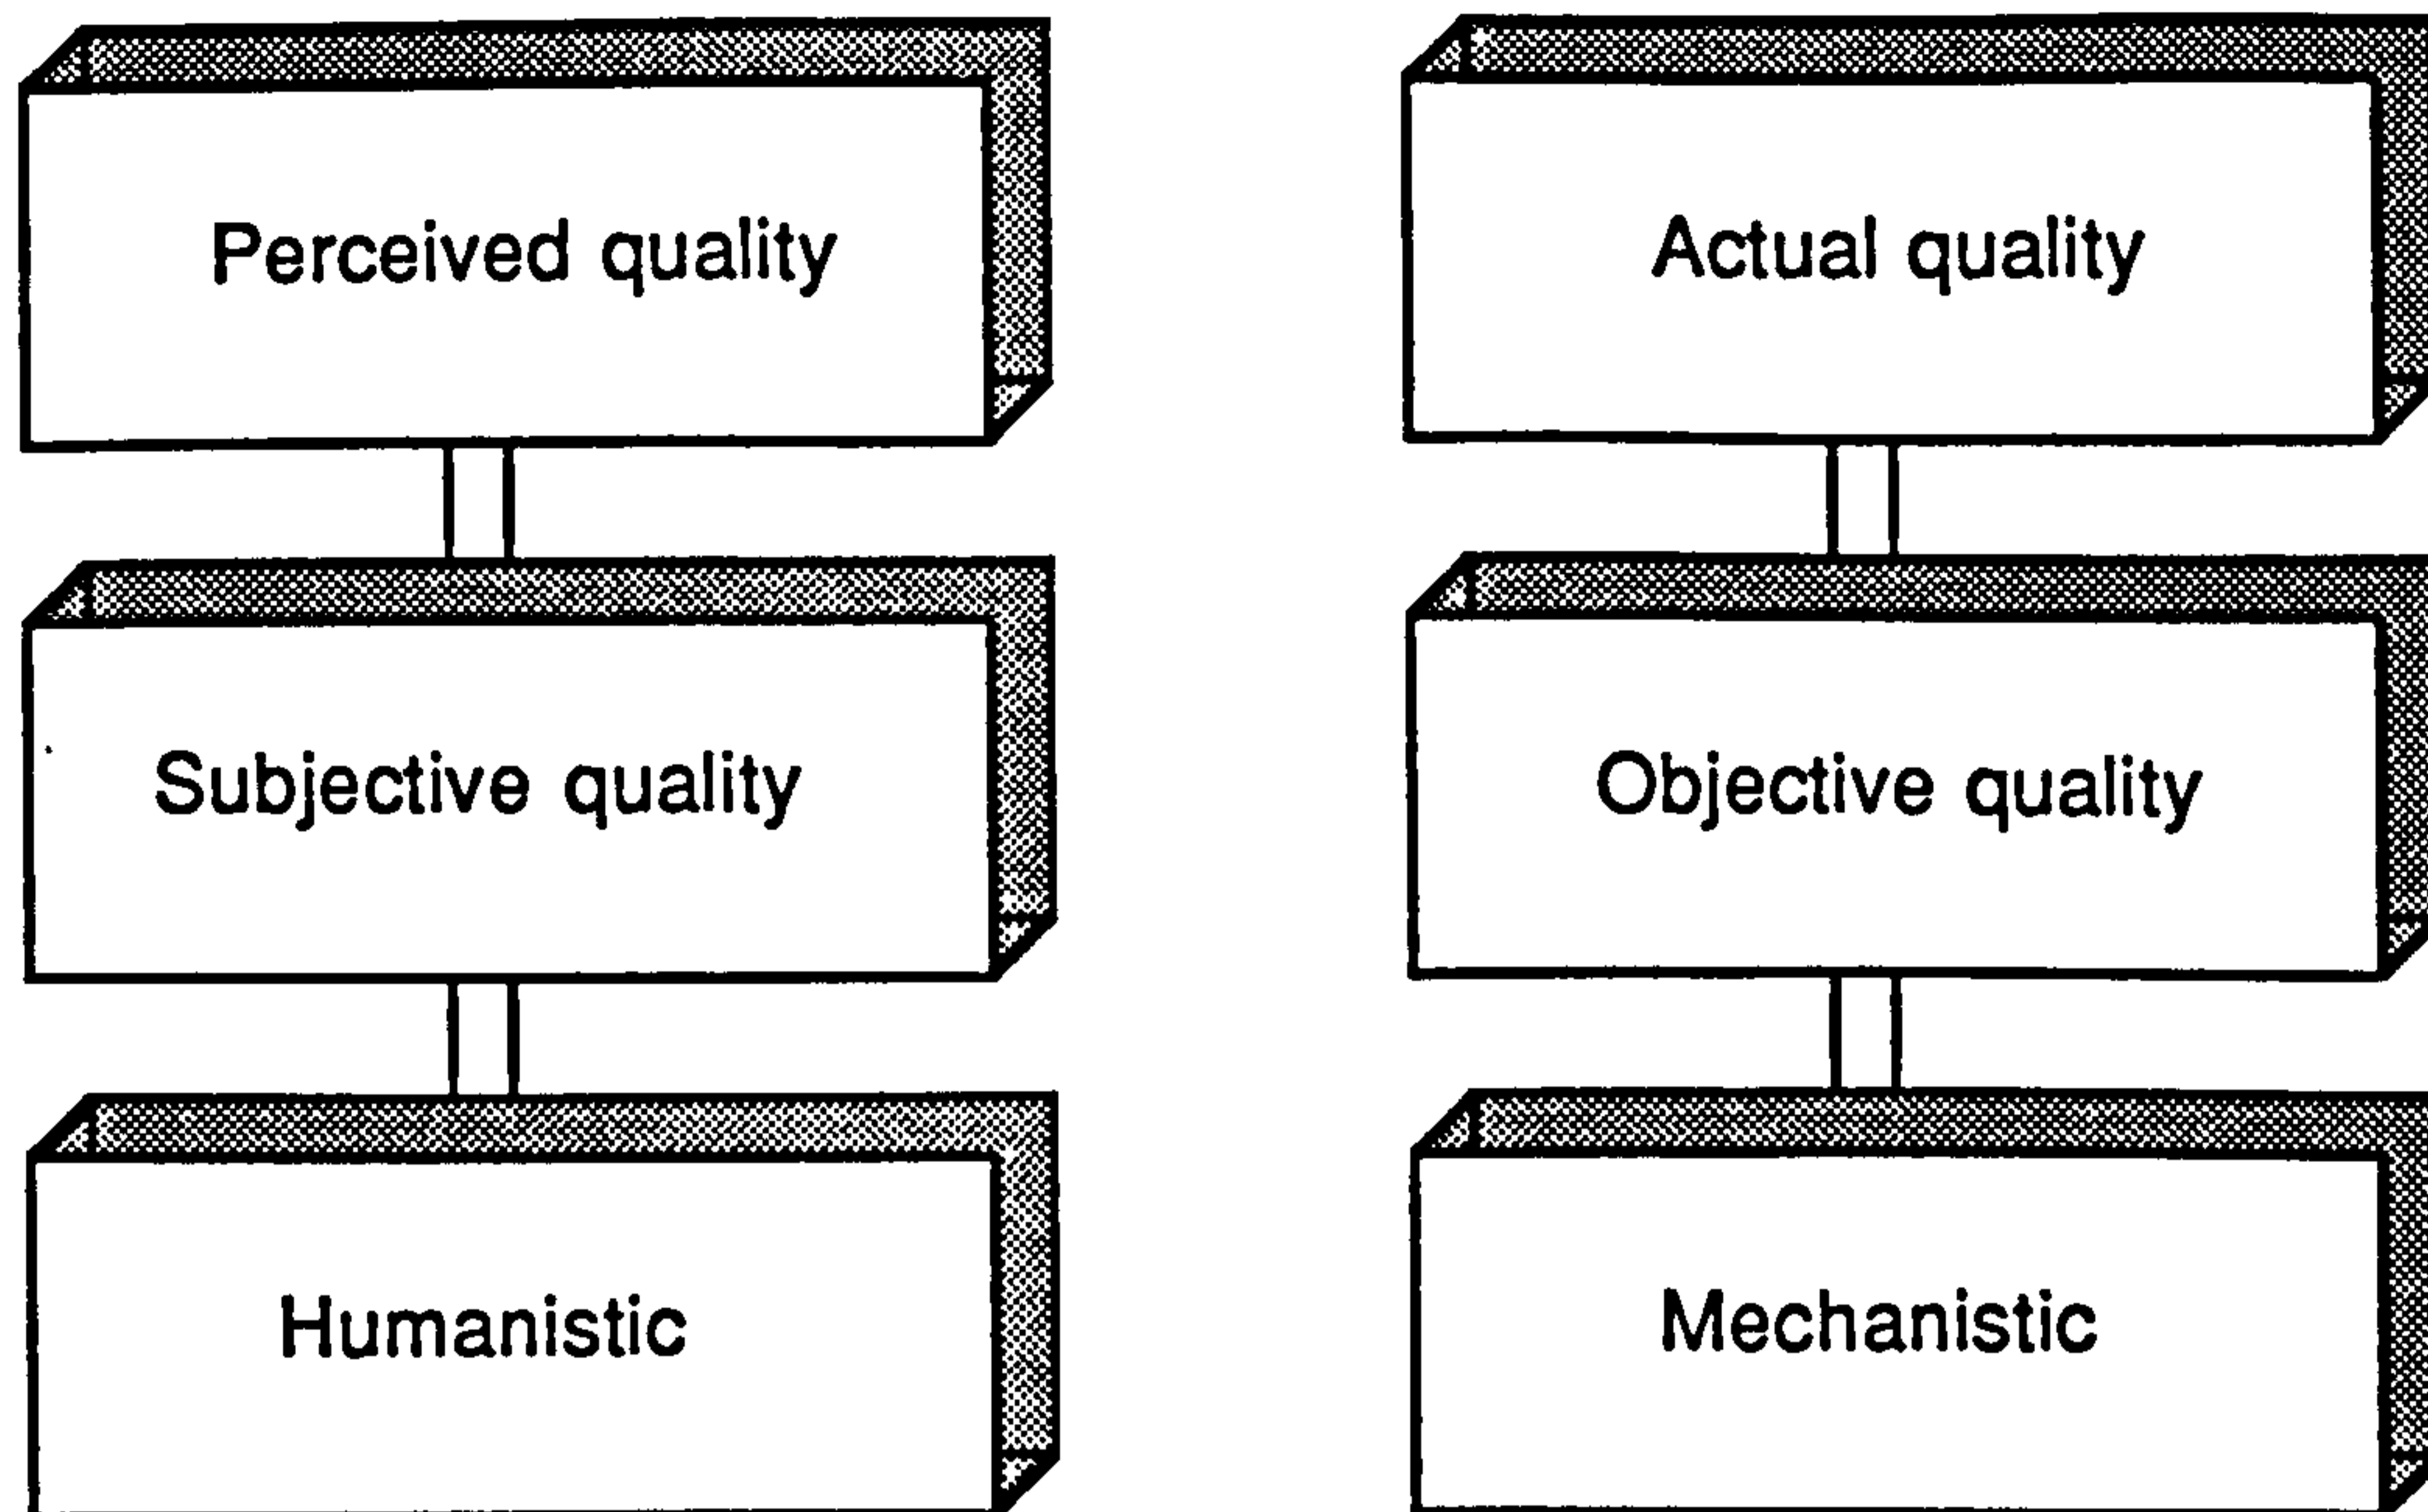 Perceived quality
Actual quality
Subjective quality
Objective quality
Humanistic
Mechanistic